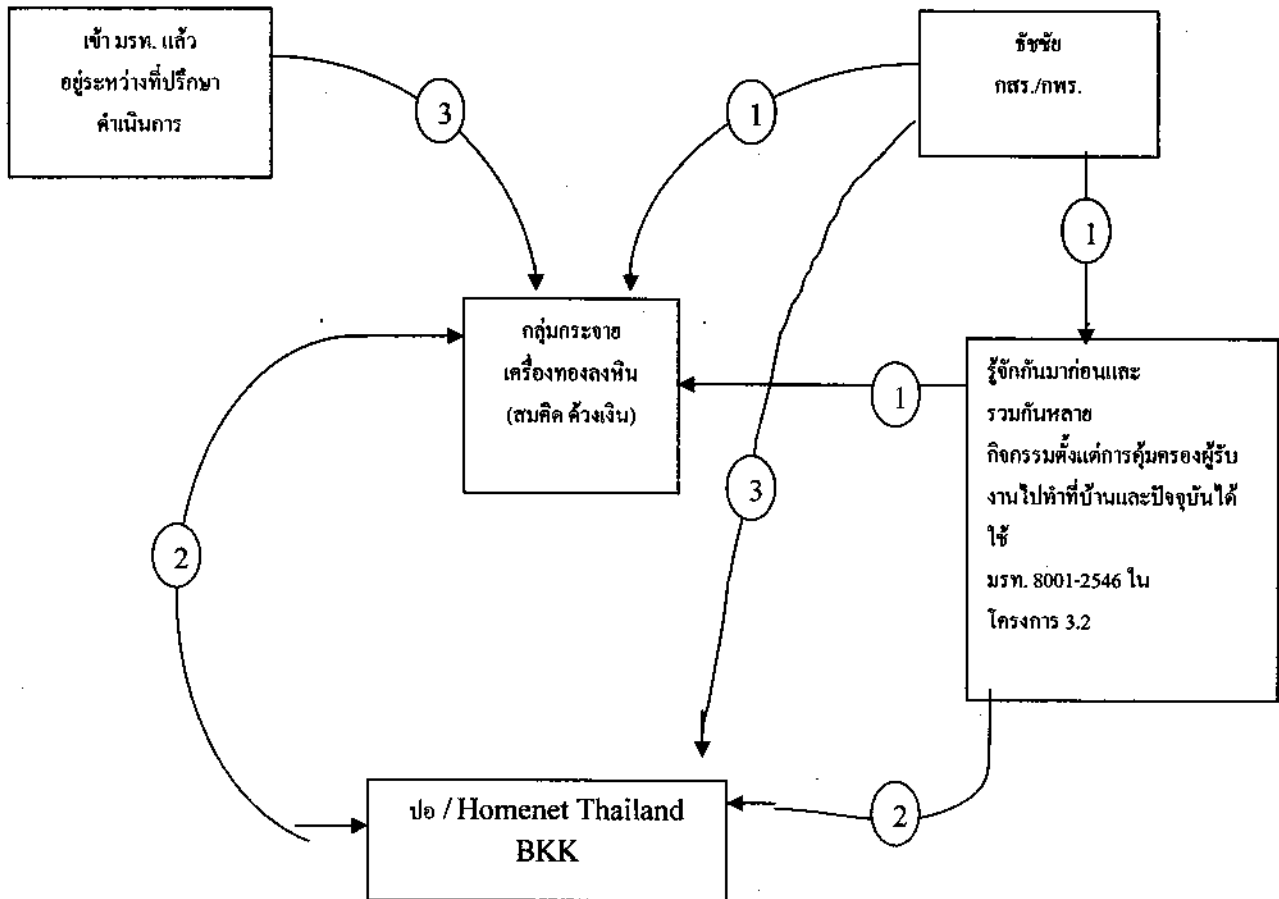 เข้า มรท. แล้ว
อยู่ระหว่างที่ปรึกษา
ดำเนินการ
3
1
ธัชชัย
กสร./กพร.
1
กลุ่มกระจาย
เครื่องทองลงหิน
(สมคิด ด้วงเงิน)
1
รู้จักกันมาก่อนและ
รวมกันหลาย
กิจกรรมตั้งแต่การคุ้มครองผู้รับ
งานไปทำที่บ้านและปัจจุบันได้
ใช้
มรท. 8001-2546 ใน
โครงการ 3.2
3
2
2
ปอ / Homenet Thailand
BKK